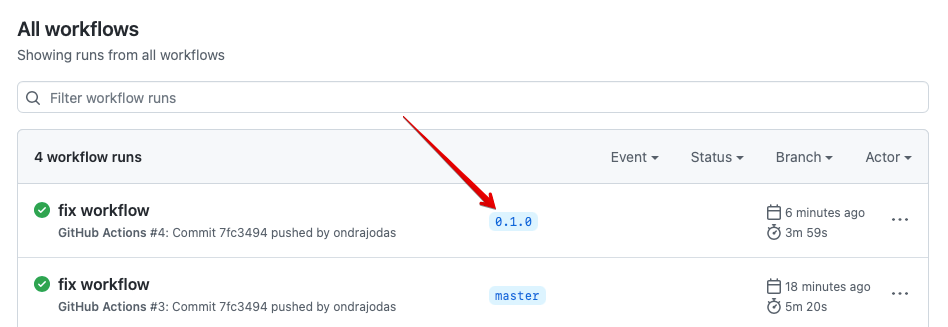 All workflows
Showing runs from all workflows
Filter workflow runs
4 workflow runs Event Status Branch Actor
fix workflow
GitHub Actions #4: Commit 7fc3494 pushed by ondrajodas
0.1.0
6 minutes ago
3m 59s
fix workflow
GitHub Actions #3: Commit 7fc3494 pushed by ondrajodas
master
18 minutes ago
5m 20s